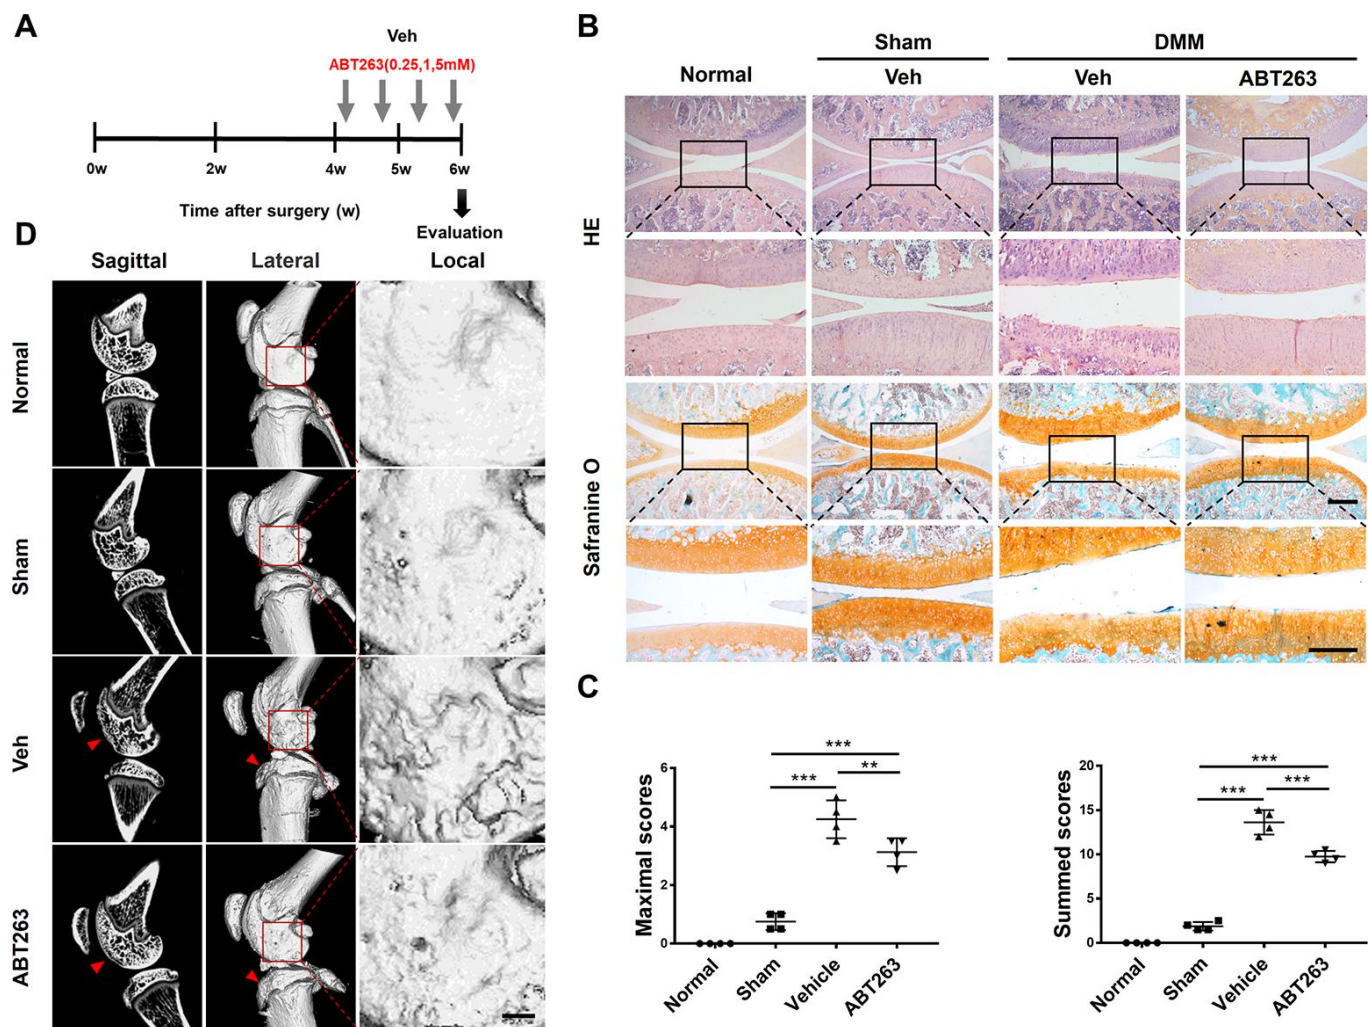 A
Veh
ABT263(0.25,1,5mM)
0w
2w
4w
5w
6w
Time after surgery (w)
Evaluation
B
Sham
DMM
Normal
Veh
Veh
ABT263
HE
Safranine O
D
Sagittal
Lateral
Local
Normal
Sham
Veh
ABT263
C
Maximal scores
6
4
2
0
***
***
**
Normal
Sham
Vehicle
ABT263
Summed scores
20
15
10
5
0
***
***
***
Normal
Sham
Vehicle
ABT263